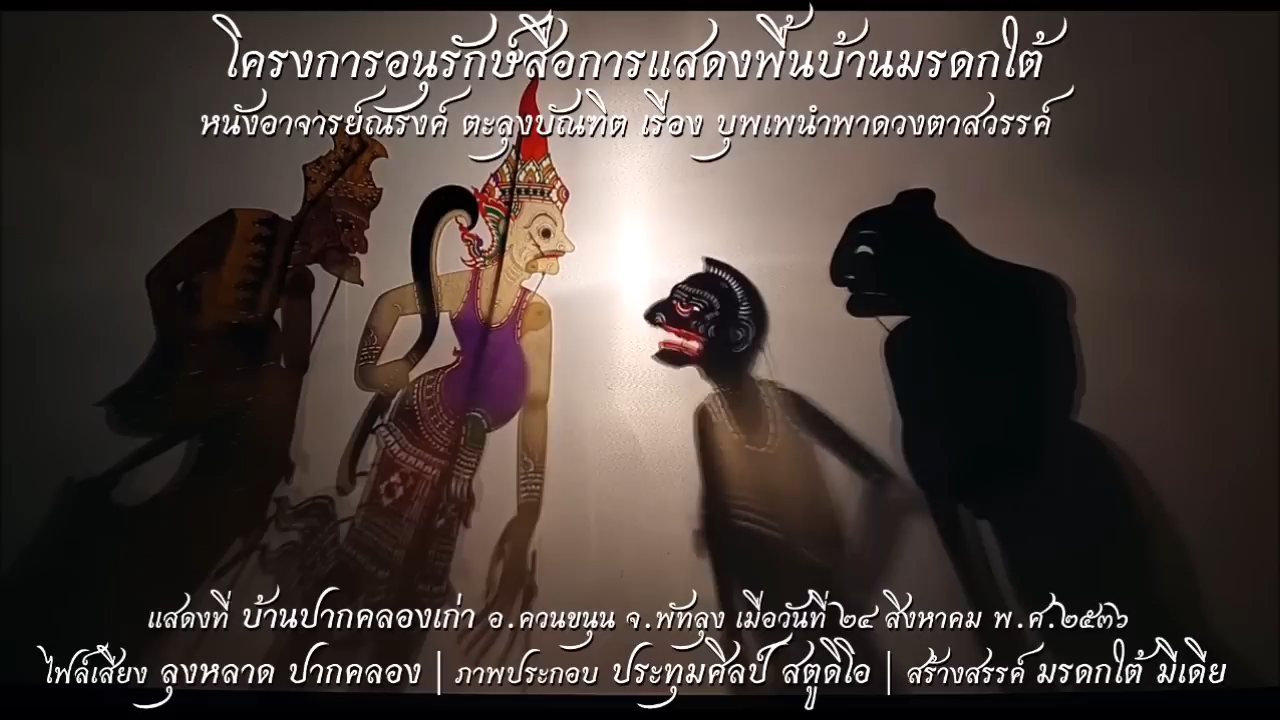 โครงการอนุรักษ์สื่อการแสดงพื้นบ้านมรดกใต้
หนังอาจารย์ณรงค์ ตะลุงบัณฑิต เรื่อง บุพเพนำพาดวงตาสวรรค์
แสดงที่ บ้านปากคลองเก่า อ.ควนขนุน จ.พัทลุง เมื่อวันที่ ๒๔ สิงหาคม พ.ศ.๒๕๓๖
ไฟล์เสียง ลุงหลาด ปากคลอง | ภาพประกอบ ประทุมศิลป์ สตูดิโอ | สร้างสรรค์ มรดกใต้ มีเดีย